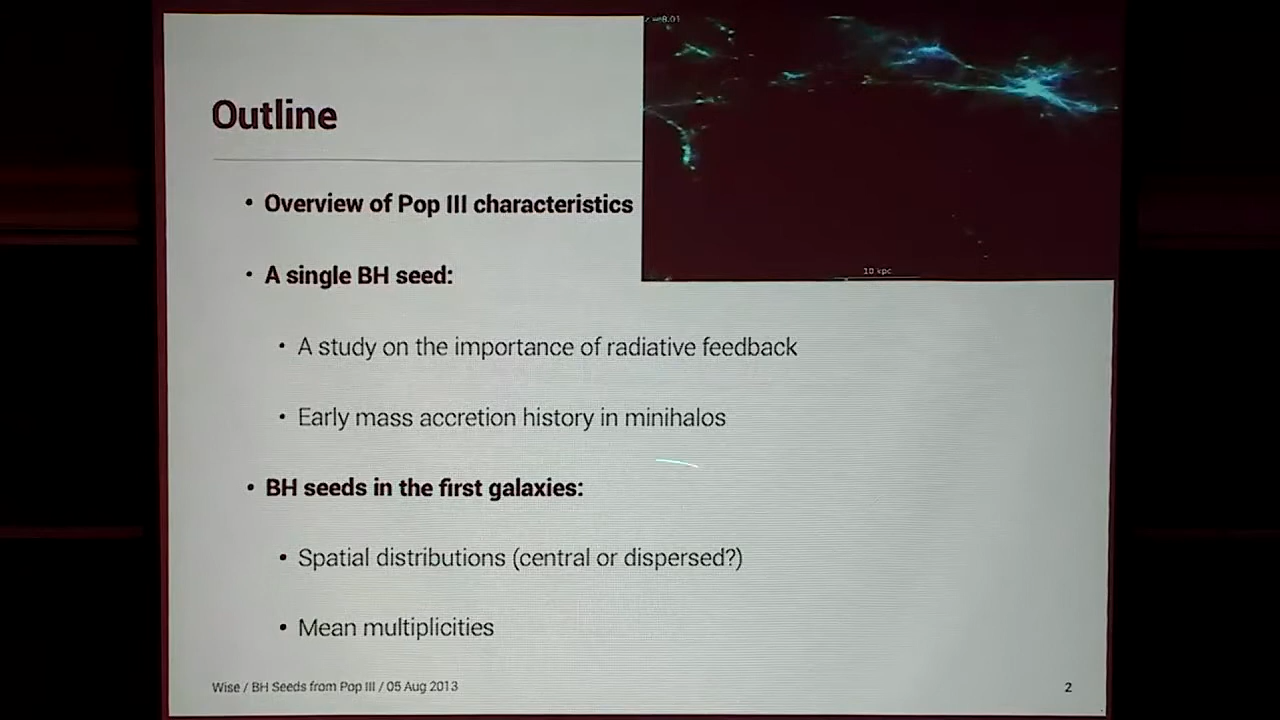 z =8.01
Outline
• Overview of Pop III characteristics
• A single BH seed:
• A study on the importance of radiative feedback
• Early mass accretion history in minihalos
• BH seeds in the first galaxies:
• Spatial distributions (central or dispersed?)
• Mean multiplicities
10 kpc
Wise / BH Seeds from Pop III / 05 Aug 2013
2